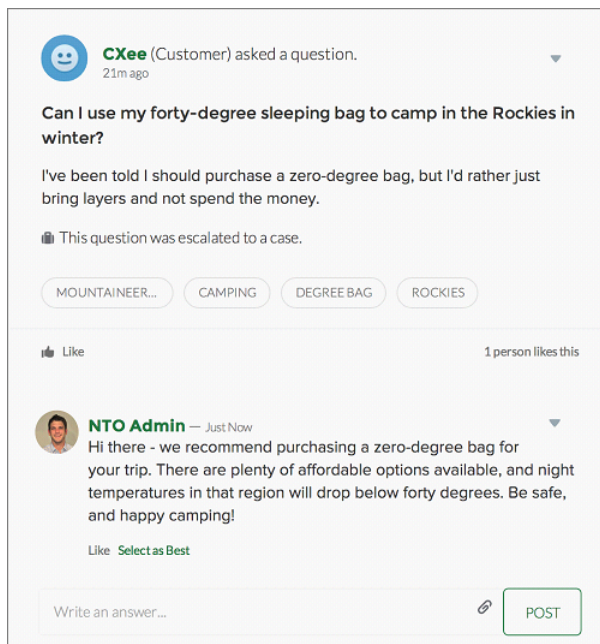 CXee (Customer) asked a question.
21m ago
Can I use my forty-degree sleeping bag to camp in the Rockies in
winter?
I've been told I should purchase a zero-degree bag, but I'd rather just
bring layers and not spend the money.
This question was escalated to a case.
MOUNTAINEER... CAMPING DEGREE BAG ROCKIES
Like 1 person likes this
NTO Admin — Just Now
Hi there - we recommend purchasing a zero-degree bag for
your trip. There are plenty of affordable options available, and night
temperatures in that region will drop below forty degrees. Be safe,
and happy camping!
Like Select as Best
Write an answer... POST